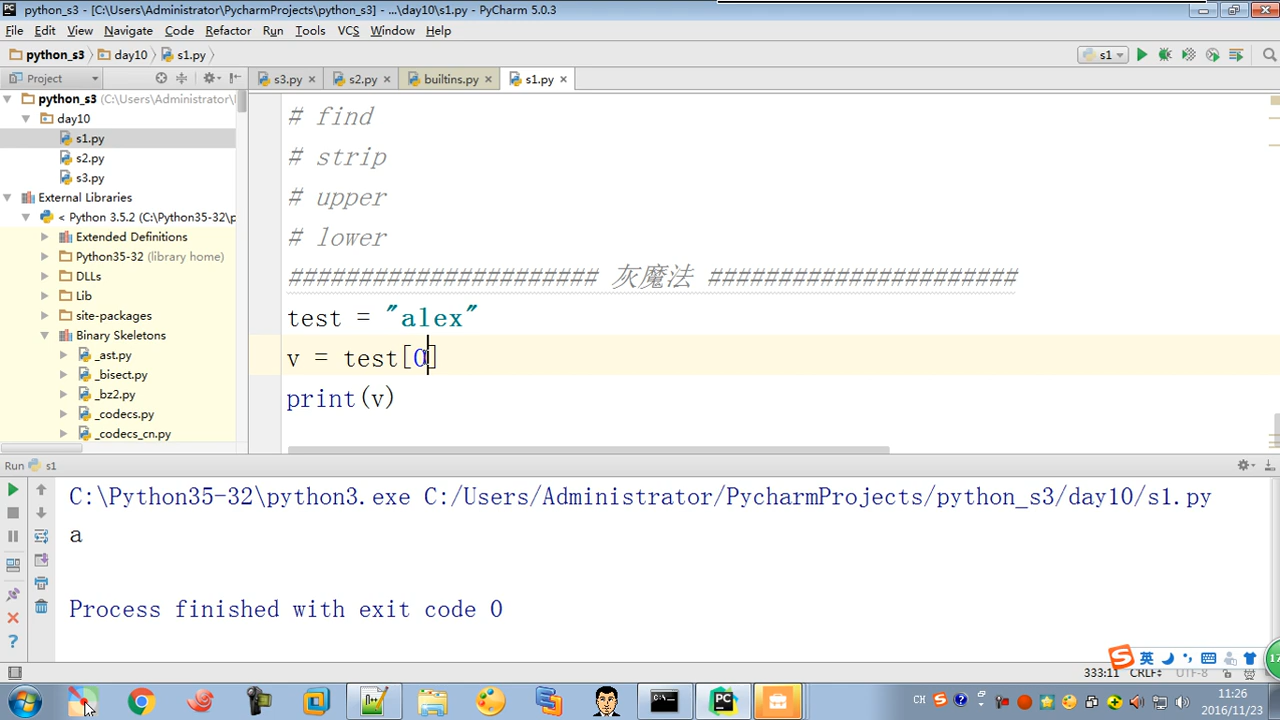 python_s3 - [C:\Users\Administrator\PycharmProjects\python_s3] - ...\day10\s1.py - PyCharm 5.0.3
File Edit View Navigate Code Refactor Run Tools VCS Window Help
python_s3 day10 s1.py s1
Project s3.py s2.py builtins.py s1.py
python_s3 (C:\Users\Administrator\
day10
s1.py
s2.py
s3.py
External Libraries
< Python 3.5.2 (C:\Python35-32\p
Extended Definitions
Python35-32 (library home)
DLLs
Lib
site-packages
Binary Skeletons
_ast.py
_bisect.py
_bz2.py
_codecs.py
_codecs_cn.py
# find
# strip
# upper
# lower
###################### 灰魔法 ######################
test = "alex"
v = test[0]
print(v)
Run s1
C:\Python35-32\python3.exe C:/Users/Administrator/PycharmProjects/python_s3/day10/s1.py
a
Process finished with exit code 0
英
17
333:11 CRLF÷ UTF-8
CH
11:26
2016/11/23